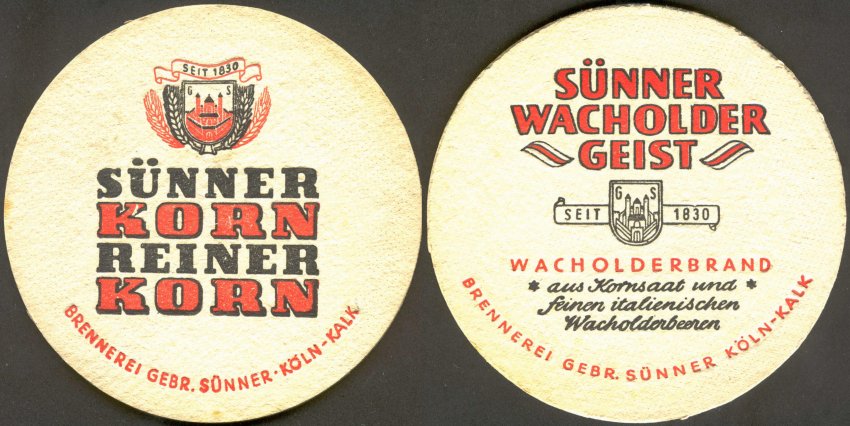 SEIT 1830
G S
SÜNNER
KORN
REINER
KORN
BRENNEREI GEBR. SÜNNER · KÖLN-KALK
SÜNNER
WACHOLDER
GEIST
G S
SEIT 1830
WACHOLDERBRAND
* aus Kornsaat und *
feinen italienischen
Wacholderbeeren
BRENNEREI GEBR. SÜNNER KÖLN-KALK